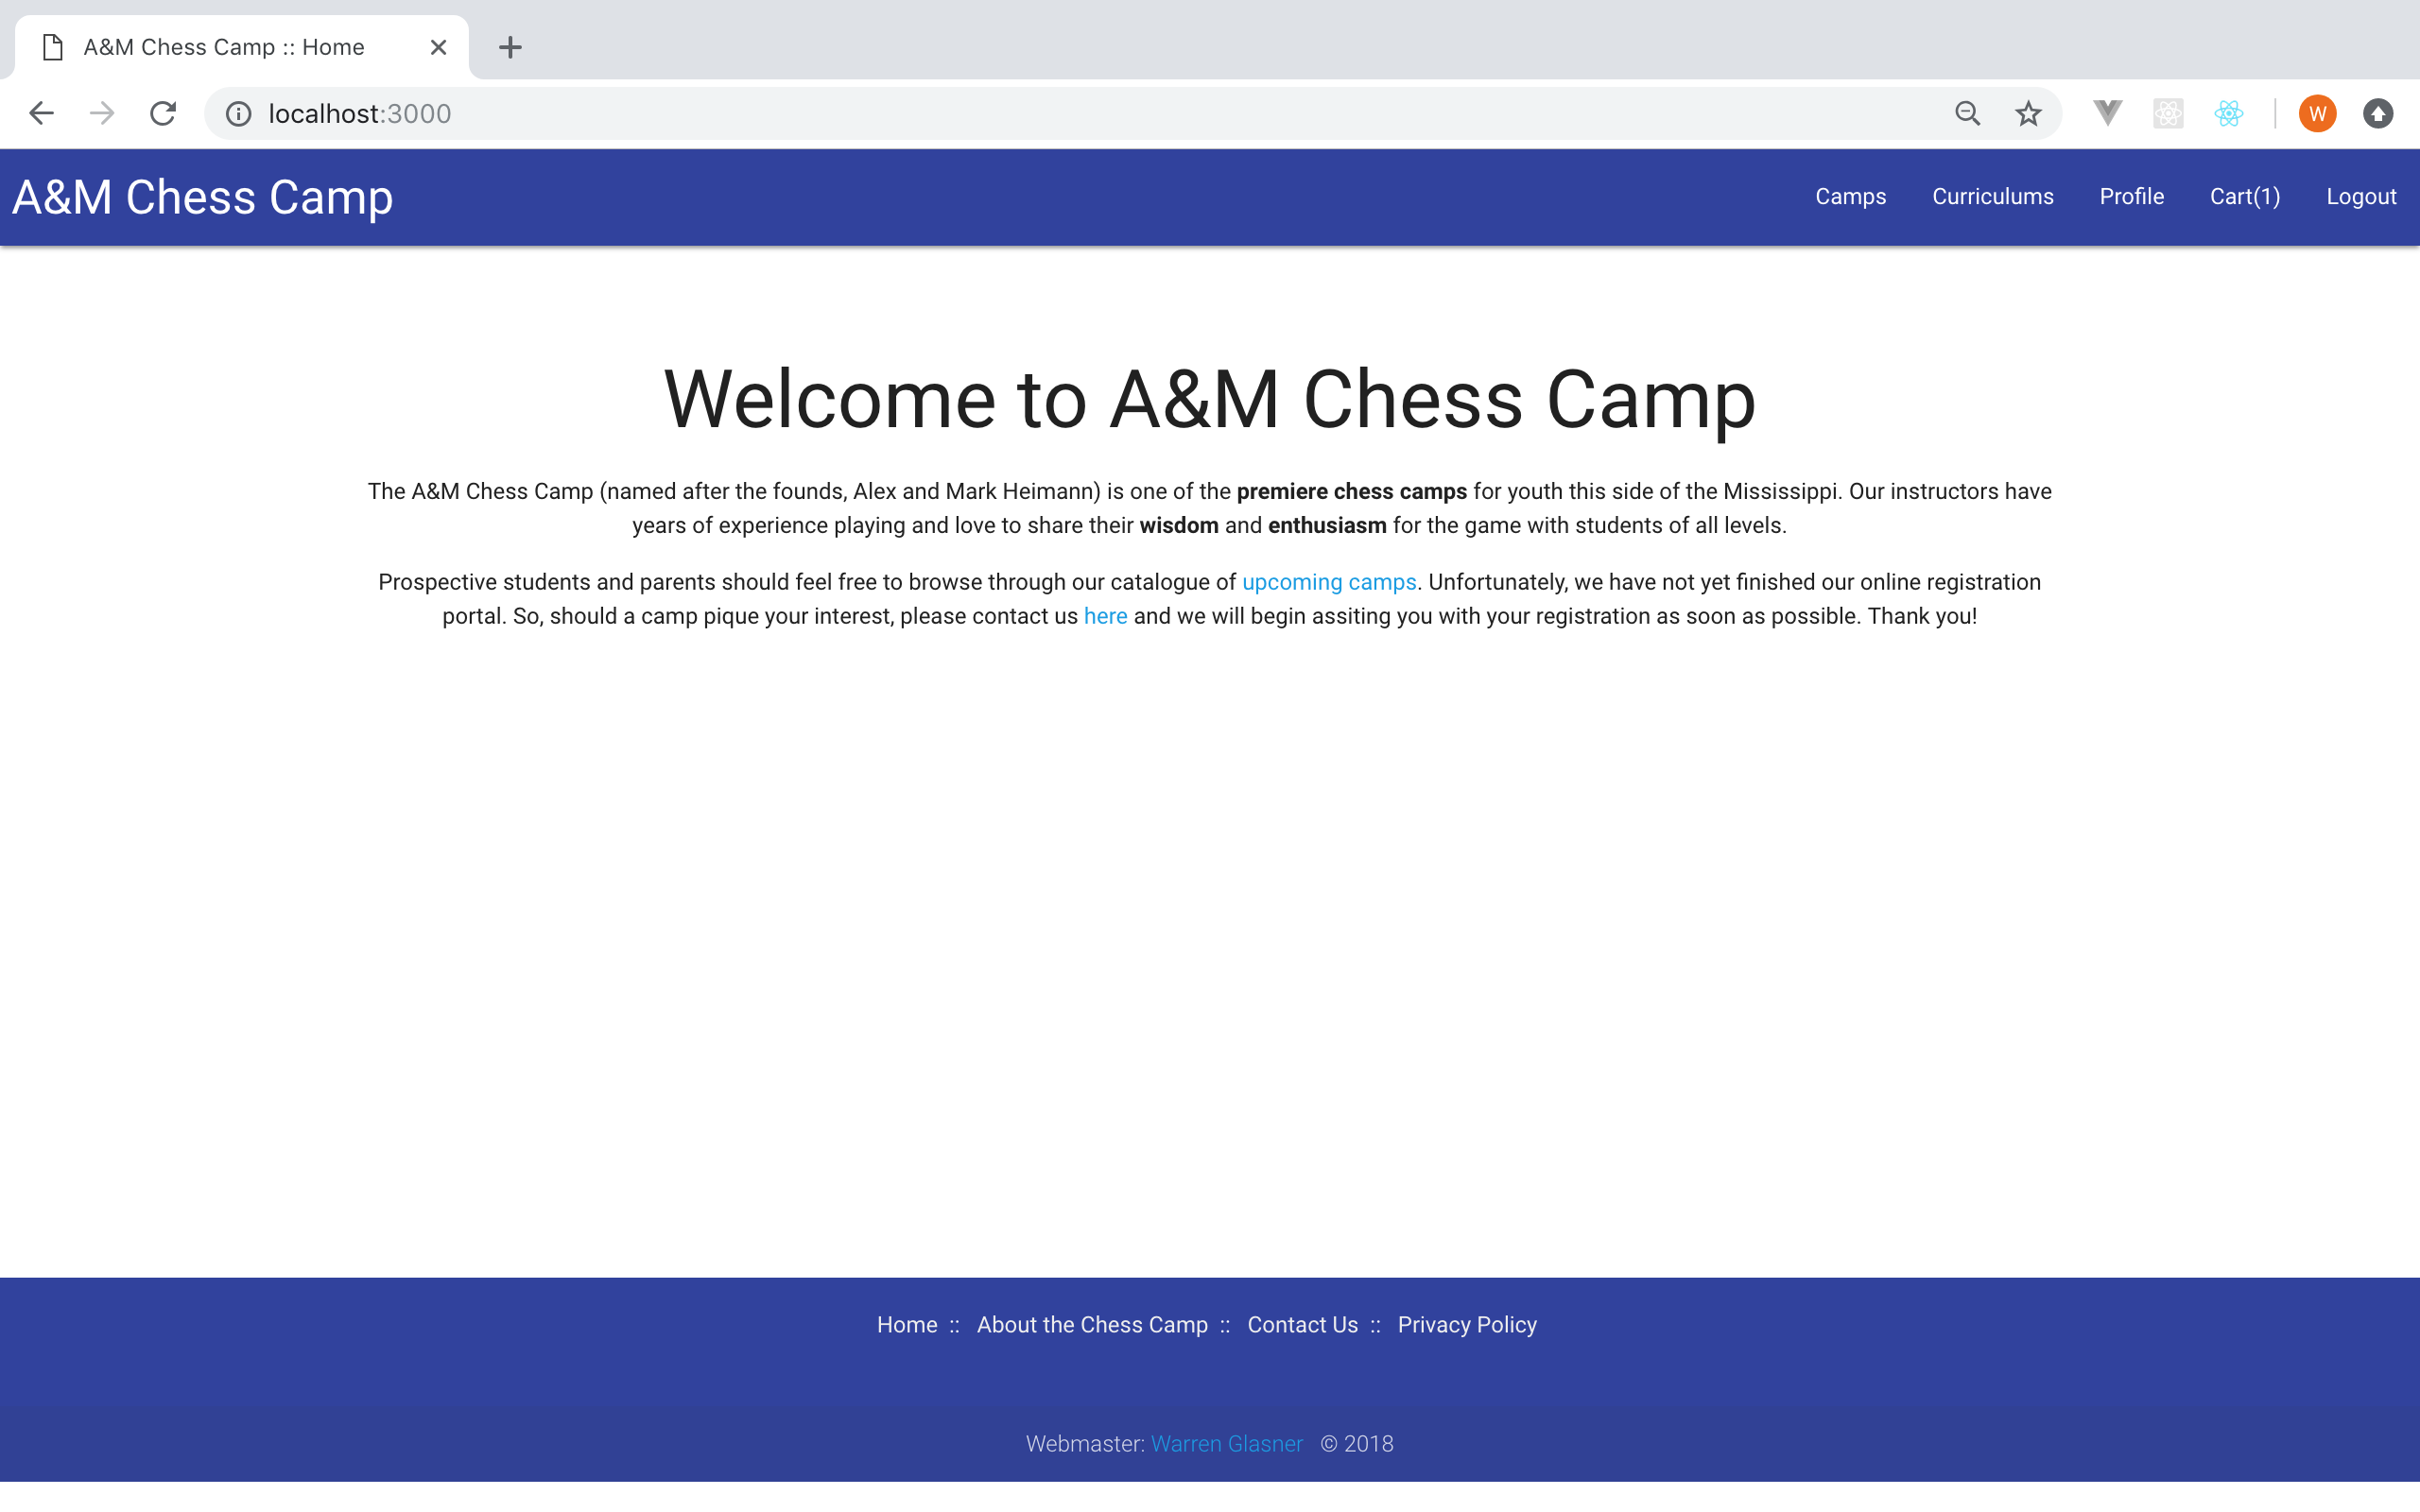 A&M Chess Camp :: Home
localhost:3000
W
A&M Chess Camp
Camps Curriculums Profile Cart(1) Logout
Welcome to A&M Chess Camp
The A&M Chess Camp (named after the founds, Alex and Mark Heimann) is one of the premiere chess camps for youth this side of the Mississippi. Our instructors have
years of experience playing and love to share their wisdom and enthusiasm for the game with students of all levels.
Prospective students and parents should feel free to browse through our catalogue of upcoming camps. Unfortunately, we have not yet finished our online registration
portal. So, should a camp pique your interest, please contact us here and we will begin assiting you with your registration as soon as possible. Thank you!
Home :: About the Chess Camp :: Contact Us :: Privacy Policy
Webmaster: Warren Glasner © 2018